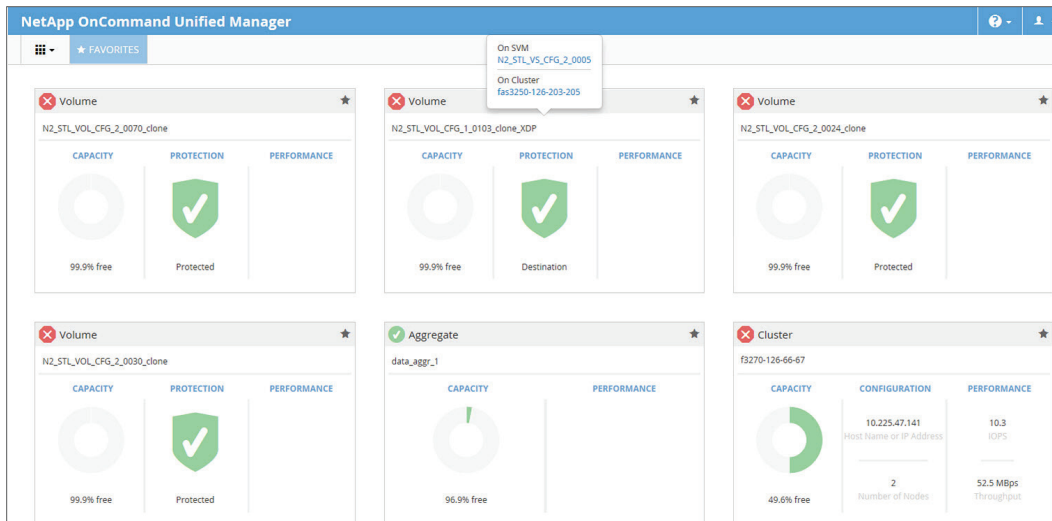 NetApp OnCommand Unified Manager
FAVORITES
On SVM
N2_STL_VS_CFG_2_0005
On Cluster
fas3250-126-203-205
Volume
N2_STL_VOL_CFG_2_0070_clone
CAPACITY PROTECTION PERFORMANCE
99.9% free Protected
Volume
N2_STL_VOL_CFG_1_0103_clone_XDP
CAPACITY PROTECTION PERFORMANCE
99.9% free Destination
Volume
N2_STL_VOL_CFG_2_0024_clone
CAPACITY PROTECTION PERFORMANCE
99.9% free Protected
Volume
N2_STL_VOL_CFG_2_0030_clone
CAPACITY PROTECTION PERFORMANCE
99.9% free Protected
Aggregate
data_aggr_1
CAPACITY PERFORMANCE
96.9% free
Cluster
f3270-126-66-67
CAPACITY CONFIGURATION PERFORMANCE
10.225.47.141 10.3
Host Name or IP Address IOPS
2 52.5 MBps
49.6% free Number of Nodes Throughput